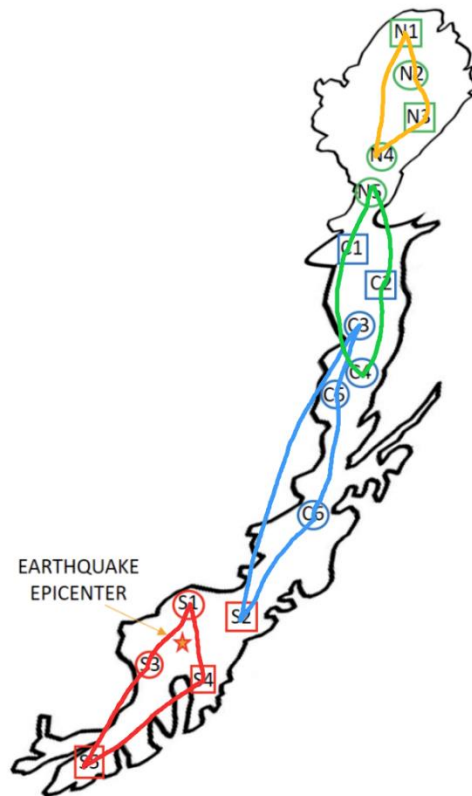 N1
N2
N3
N4
N5
C1
C2
C3
C4
C5
C6
EARTHQUAKE
EPICENTER
S1
S2
S3
S4
S5